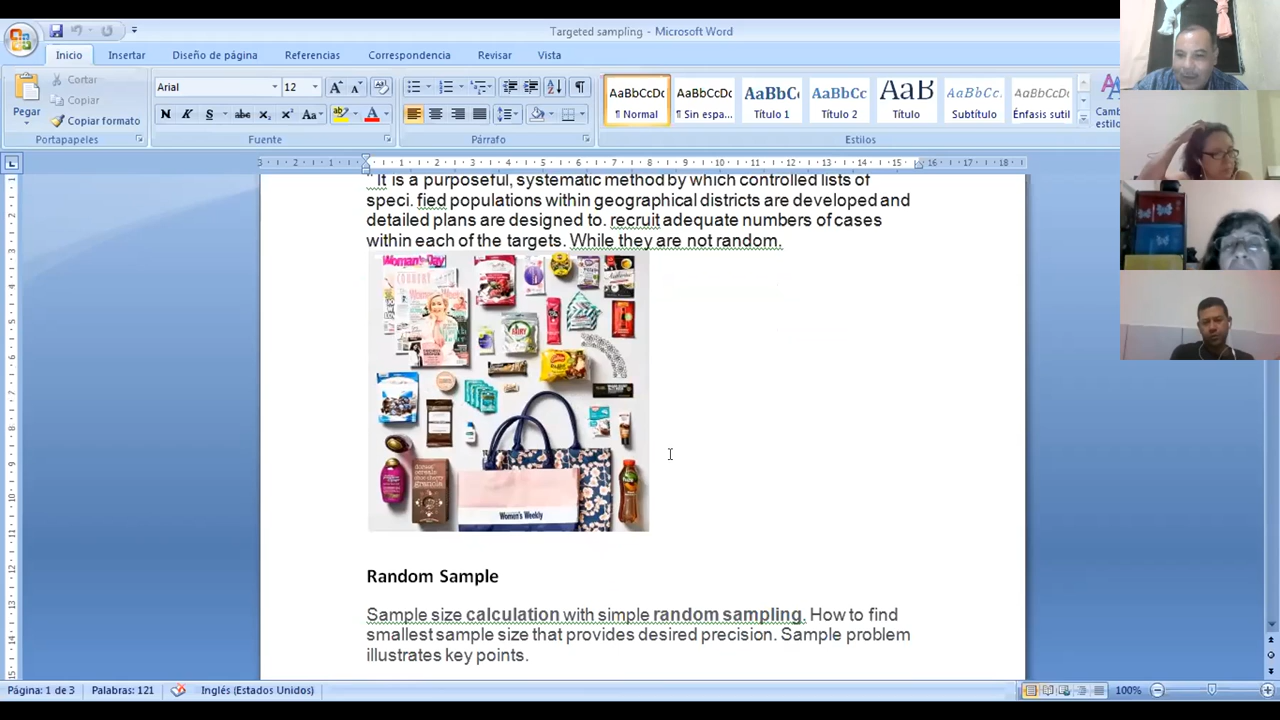 Targeted sampling - Microsoft Word
Inicio
Insertar
Diseño de página
Referencias
Correspondencia
Revisar
Vista
Pegar
Cortar
Copiar
Copiar formato
Portapapeles
Arial
12
Fuente
Párrafo
AaBbCcDc
¶ Normal
AaBbCcDc
¶ Sin espa...
AaBbC
Título 1
AaBbCc
Título 2
AaB
Título
AaBbCc.
Subtítulo
AaBbCcDc
Énfasis sutil
Estilos
" It is a purposeful, systematic method by which controlled lists of
speci. fied populations within geographical districts are developed and
detailed plans are designed to. recruit adequate numbers of cases
within each of the targets. While they are not random.
Woman's Day
COUNTRY
FAIRY
Women's Weekly
Random Sample
Sample size calculation with simple random sampling. How to find
smallest sample size that provides desired precision. Sample problem
illustrates key points.
Página: 1 de 3
Palabras: 121
Inglés (Estados Unidos)
100%